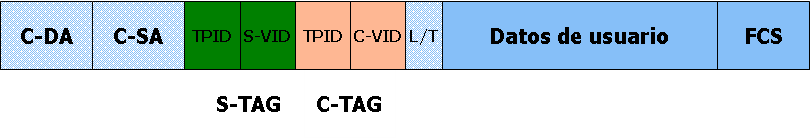 C-DA C-SA TPID S-VID TPID C-VID L/T Datos de usuario FCS
S-TAG C-TAG